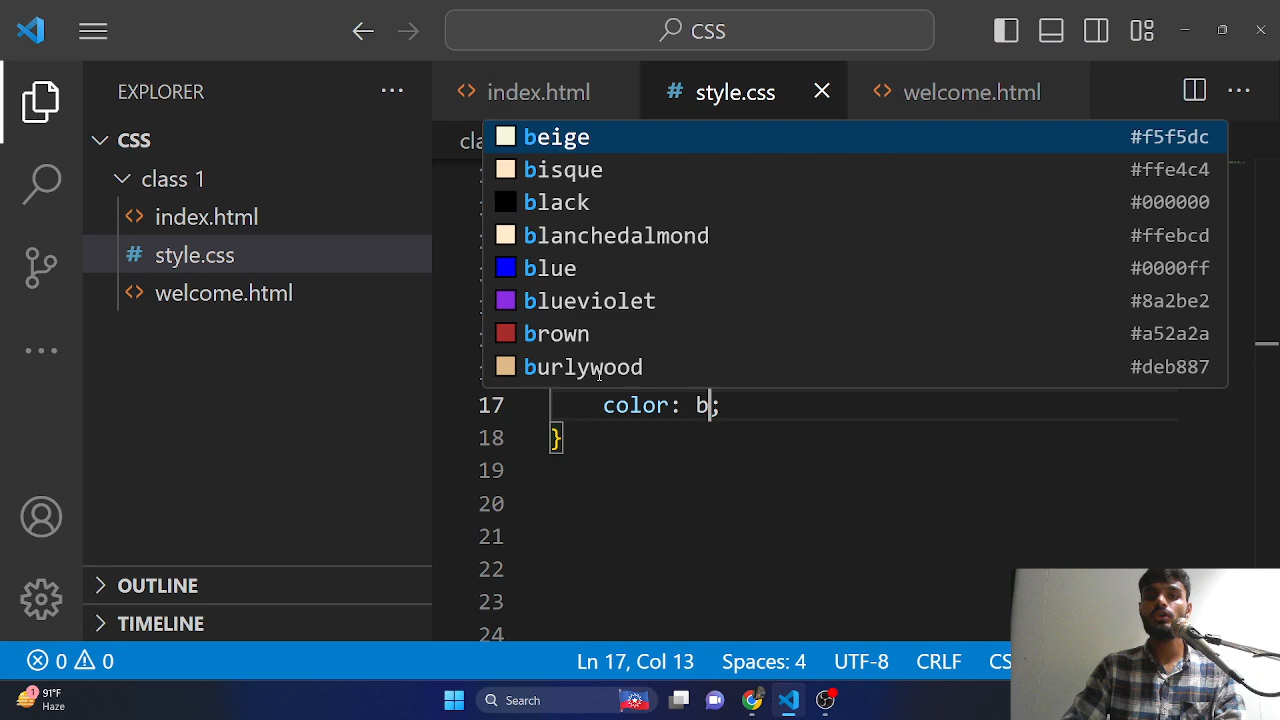 CSS
EXPLORER
index.html
style.css
welcome.html
CSS
class 1
index.html
style.css
welcome.html
cla
beige #f5f5dc
bisque #ffe4c4
black #000000
blanchedalmond #ffebcd
blue #0000ff
blueviolet #8a2be2
brown #a52a2a
burlywood #deb887
17 color: b;
18 }
19
20
21
22
23
24
OUTLINE
TIMELINE
0 0 Ln 17, Col 13 Spaces: 4 UTF-8 CRLF CS
1
91°F
Haze
Search